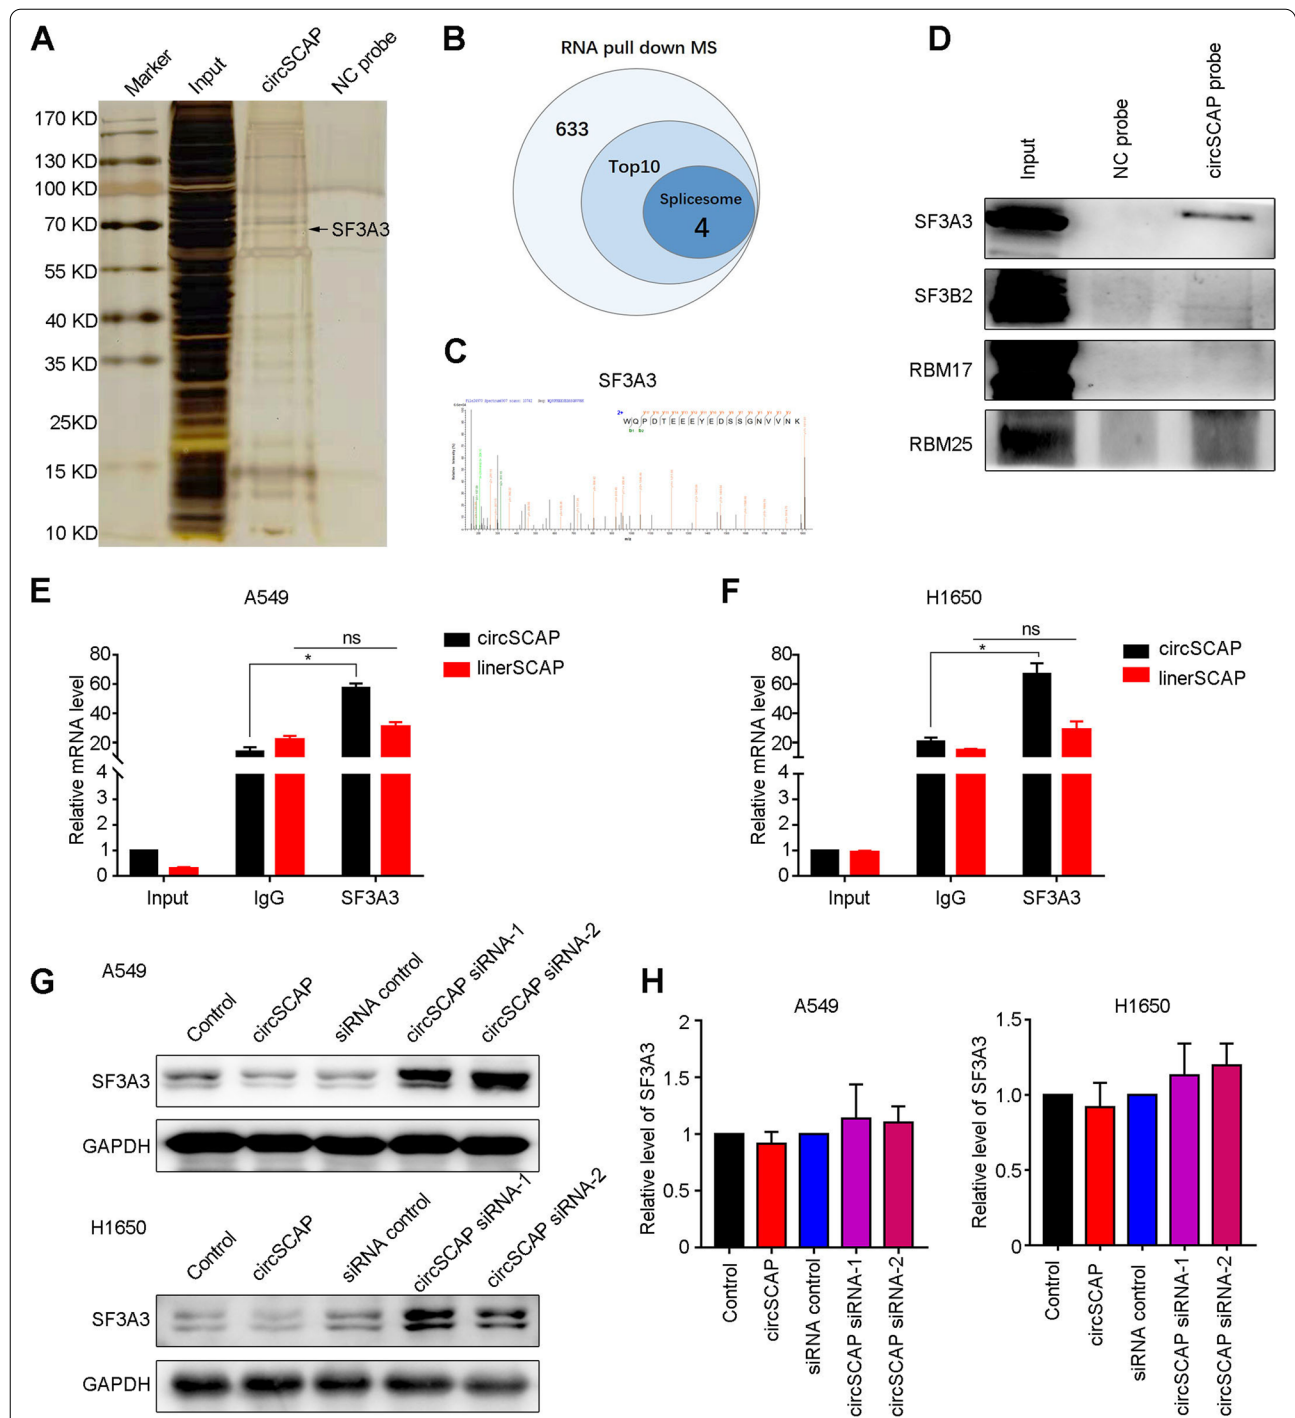 A
Marker
Input
circSCAP
NC probe
170 KD
130 KD
100 KD
70 KD
55 KD
40 KD
35 KD
25KD
15 KD
10 KD
SF3A3
B
RNA pull down MS
633
Top10
Splicesome
4
C
SF3A3
2+
W Q P D T E E E Y E D S S G N V V N K
D
Input
NC probe
circSCAP probe
SF3A3
SF3B2
RBM17
RBM25
E
A549
ns
*
circSCAP
linerSCAP
Relative mRNA level
80
60
40
20
4
3
2
1
0
Input
IgG
SF3A3
F
H1650
ns
*
circSCAP
linerSCAP
Relative mRNA level
80
60
40
20
4
3
2
1
0
Input
IgG
SF3A3
G
A549
Control
circSCAP
siRNA control
circSCAP siRNA-1
circSCAP siRNA-2
SF3A3
GAPDH
H1650
Control
circSCAP
siRNA control
circSCAP siRNA-1
circSCAP siRNA-2
SF3A3
GAPDH
H
A549
Relative level of SF3A3
2
1.5
1
0.5
0
Control
circSCAP
siRNA control
circSCAP siRNA-1
circSCAP siRNA-2
H1650
Relative level of SF3A3
1.5
1.0
0.5
0
Control
circSCAP
siRNA control
circSCAP siRNA-1
circSCAP siRNA-2